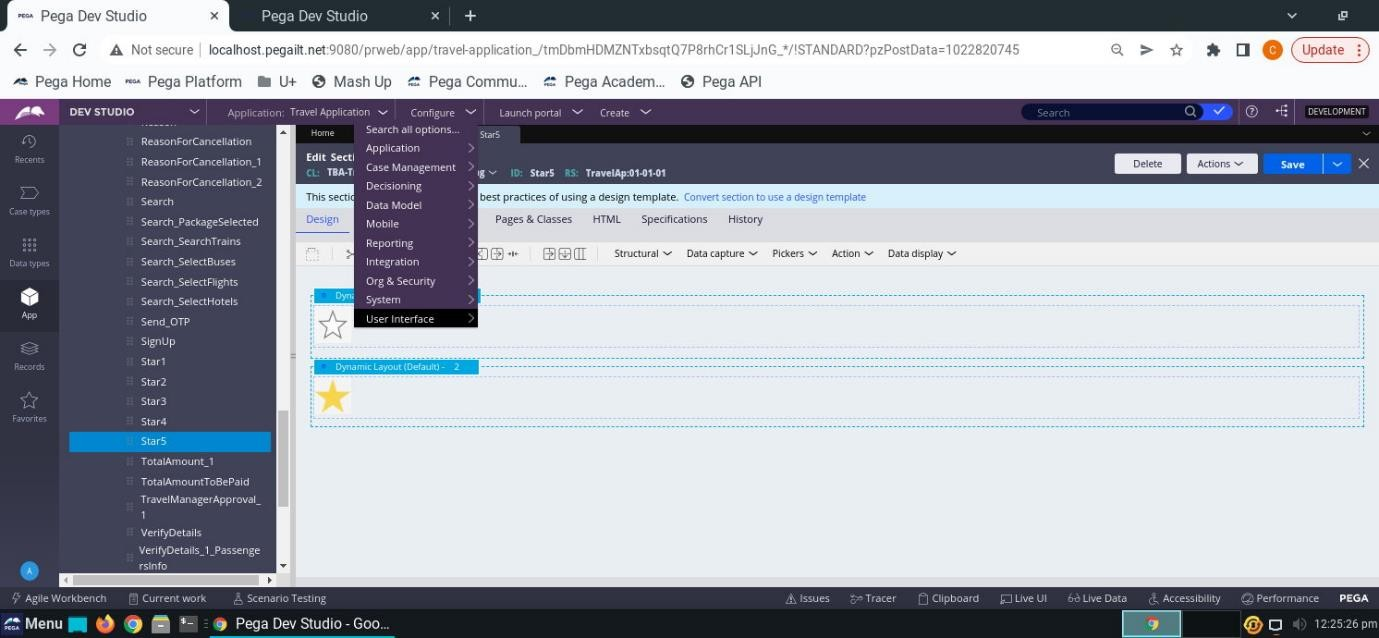 PEGA Pega Dev Studio
Pega Dev Studio
Not secure localhost.pegailt.net:9080/prweb/app/travel-application_/tmDbmHDMZNTxbsqtQ7P8rhCr1SLjJnG_*/!STANDARD?pzPostData=1022820745
C
Update
Pega Home
PEGA Pega Platform
U+
Mash Up
Pega Commu...
Pega Academ...
Pega API
DEV STUDIO
Application: Travel Application
Configure
Launch portal
Create
Search
DEVELOPMENT
Recents
Case types
Data types
App
Records
Favorites
A
ReasonForCancellation
ReasonForCancellation_1
ReasonForCancellation_2
Search
Search_PackageSelected
Search_SearchTrains
Search_SelectBuses
Search_SelectFlights
Search_SelectHotels
Send_OTP
SignUp
Star1
Star2
Star3
Star4
Star5
TotalAmount_1
TotalAmountToBePaid
TravelManagerApproval_
1
VerifyDetails
VerifyDetails_1_Passenge
rsInfo
Home
Star5
Search all options...
Application
Case Management
Decisioning
Data Model
Mobile
Reporting
Integration
Org & Security
System
User Interface
Edit Secti
CL: TBA-Tr
g
ID: Star5 RS: TravelAp:01-01-01
Delete
Actions
Save
This sectio
best practices of using a design template. Convert section to use a design template
Design
Pages & Classes
HTML
Specifications
History
Structural
Data capture
Pickers
Action
Data display
Dyna
Dynamic Layout (Default) - 2
Agile Workbench
Current work
Scenario Testing
Issues
Tracer
Clipboard
Live UI
Live Data
Accessibility
Performance
PEGA
PEGA Menu
Pega Dev Studio - Goo...
12:25:26 pm